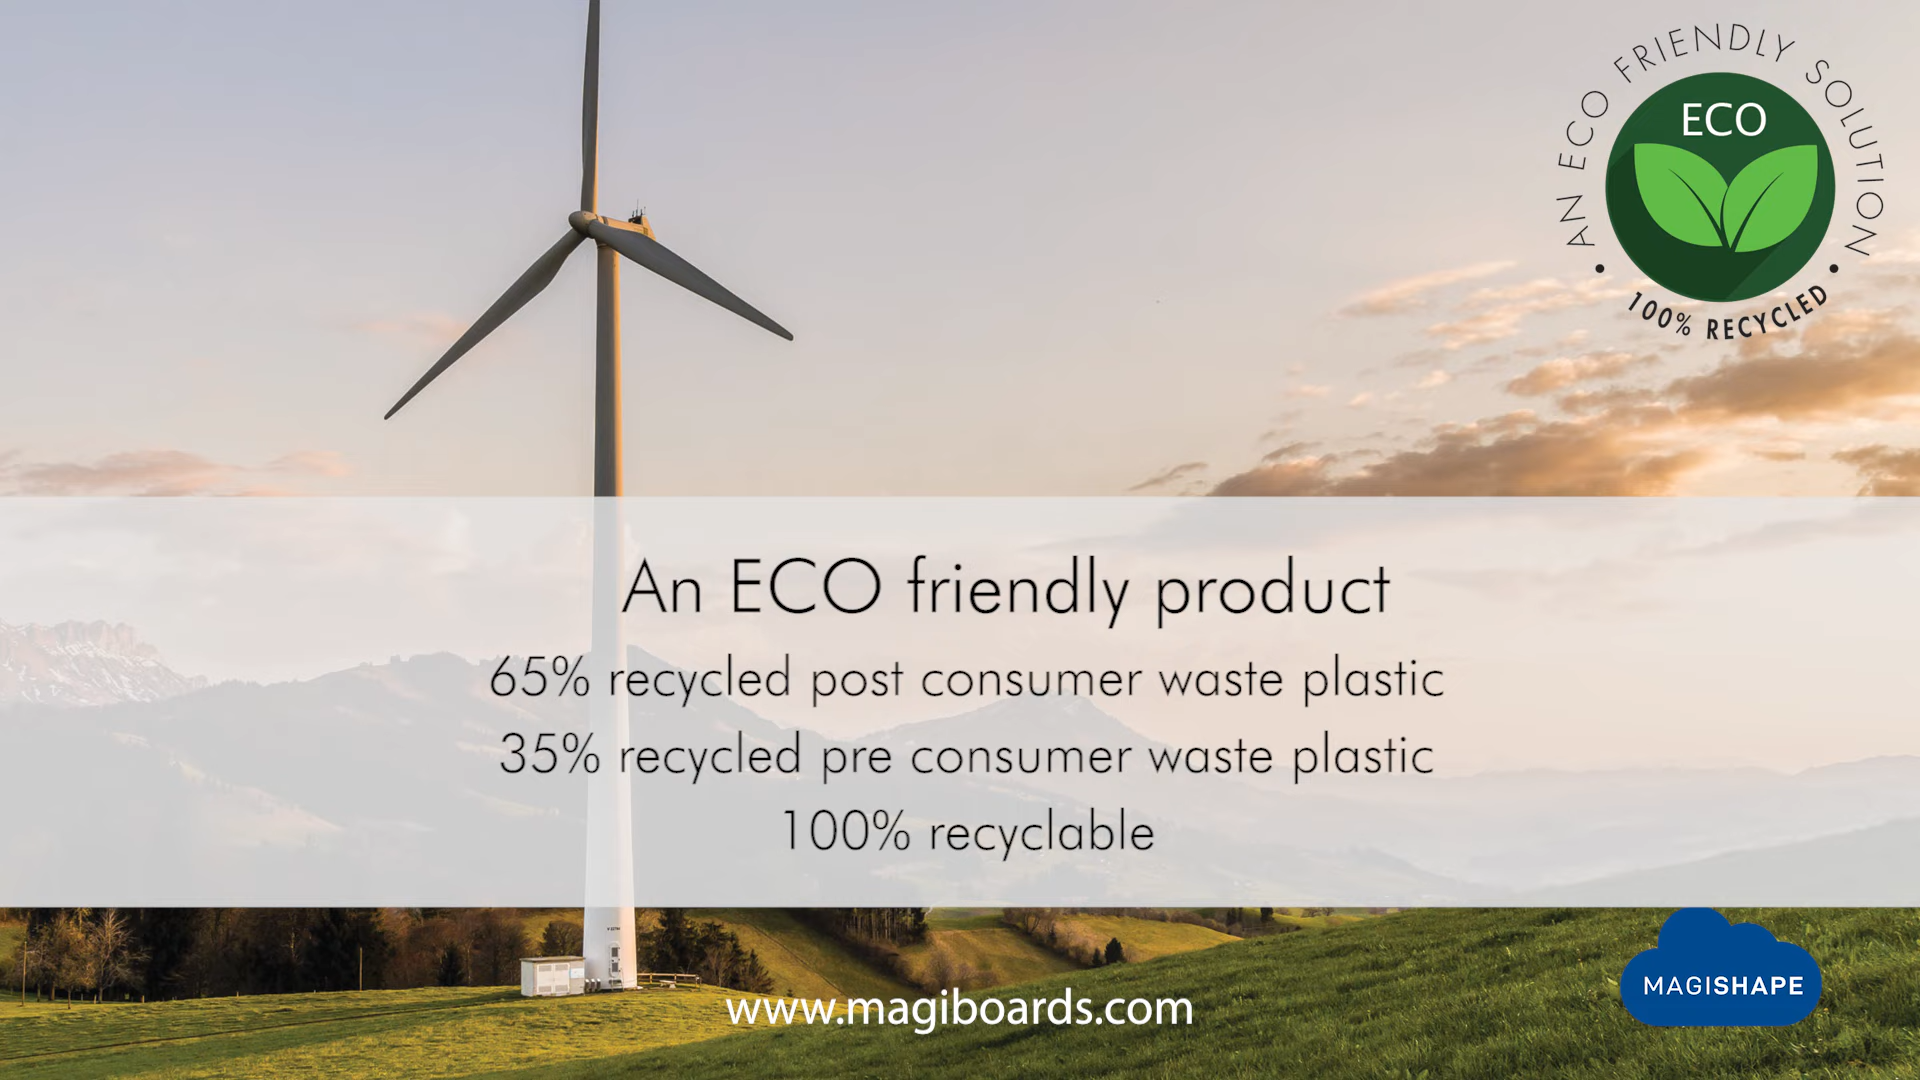 AN ECO FRIENDLY SOLUTION
ECO
• 100% RECYCLED •
An ECO friendly product
65% recycled post consumer waste plastic
35% recycled pre consumer waste plastic
100% recyclable
www.magiboards.com
MAGISHAPE